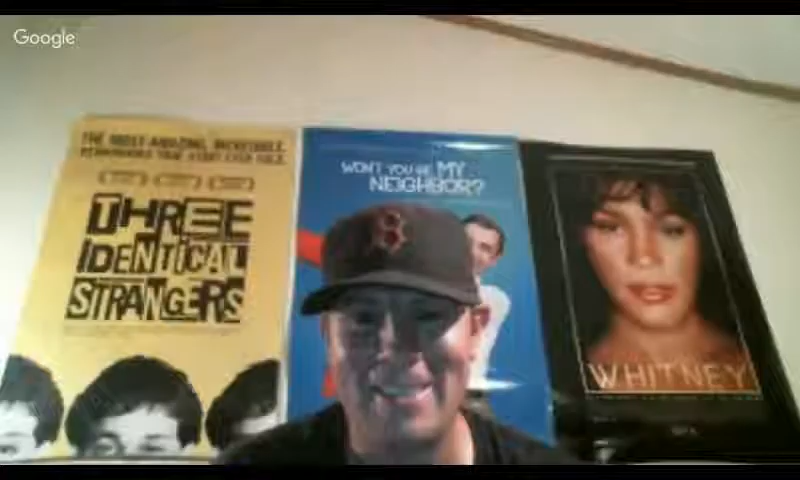 Google
THE MOST AMAZING, INCREDIBLE,
REMARKABLE TRUE STORY EVER TOLD.
THREE
IDENTICAL
STRANGERS
WON'T YOU BE MY
NEIGHBOR?
B
WHITNEY